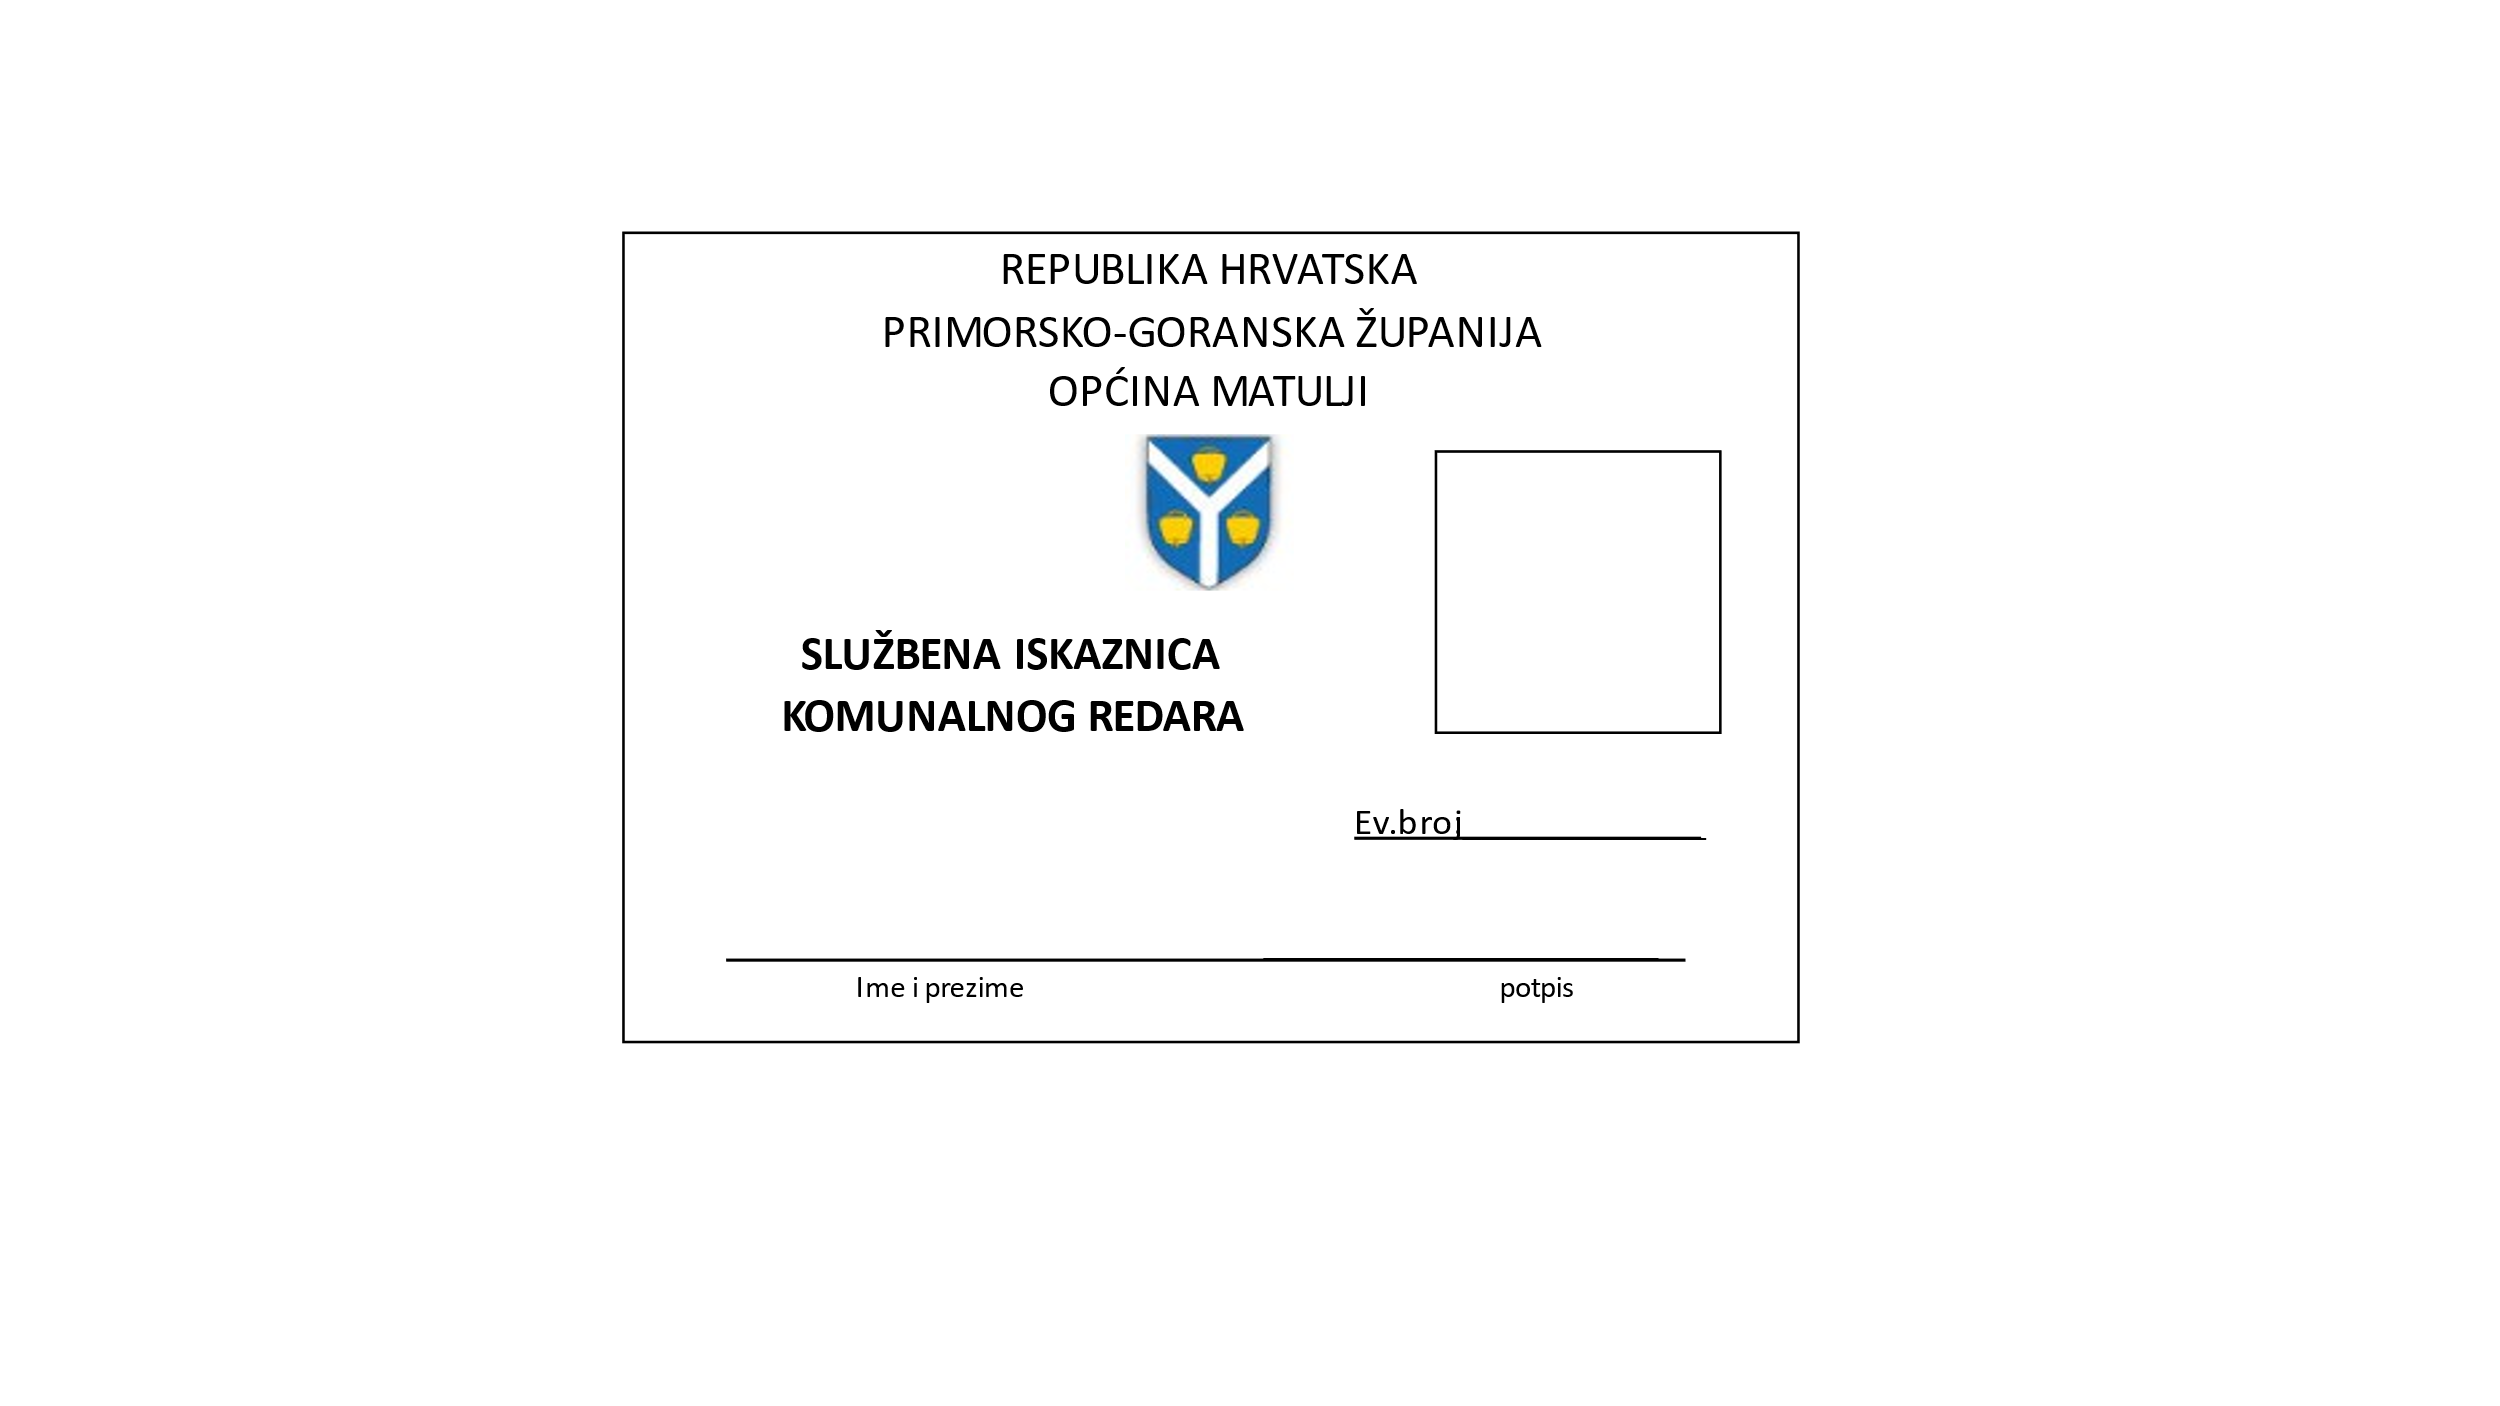 REPUBLIKA HRVATSKA
PRIMORSKO-GORANSKA ŽUPANIJA
OPĆINA MATULJI
SLUŽBENA ISKAZNICA
KOMUNALNOG REDARA
Ev.broj
Ime i prezime potpis